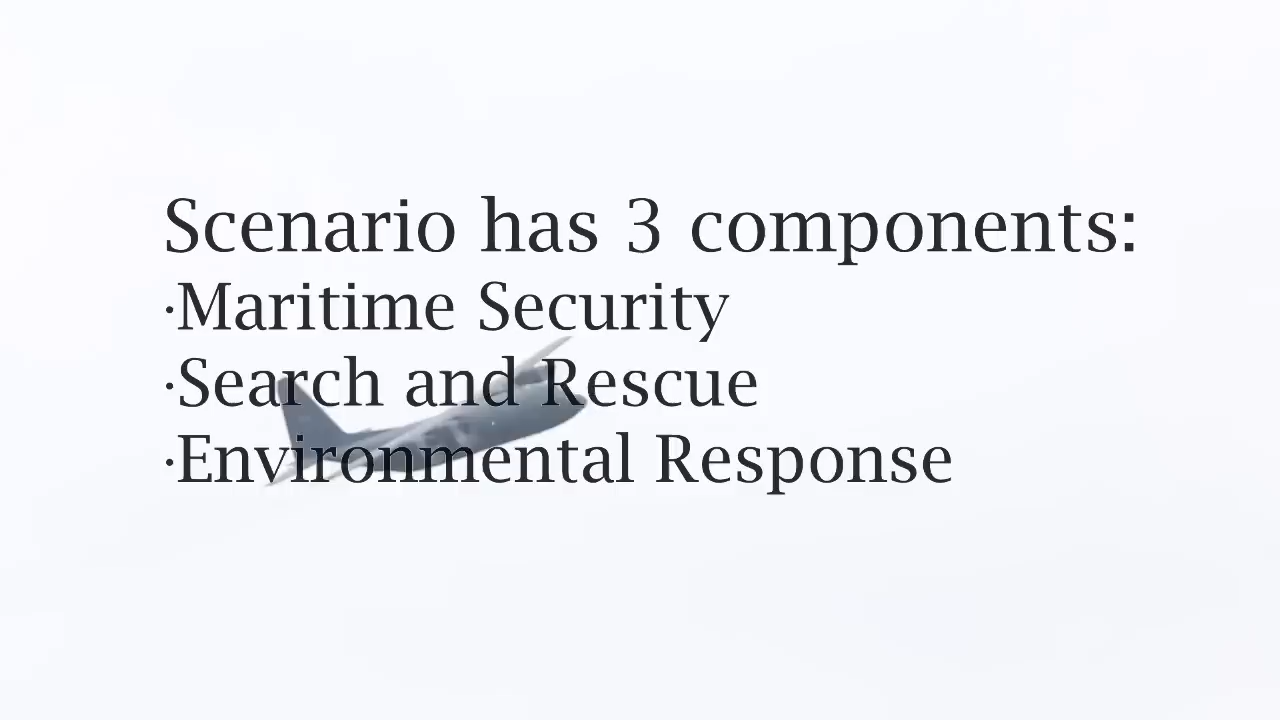 Scenario has 3 components:
·Maritime Security
·Search and Rescue
·Environmental Response